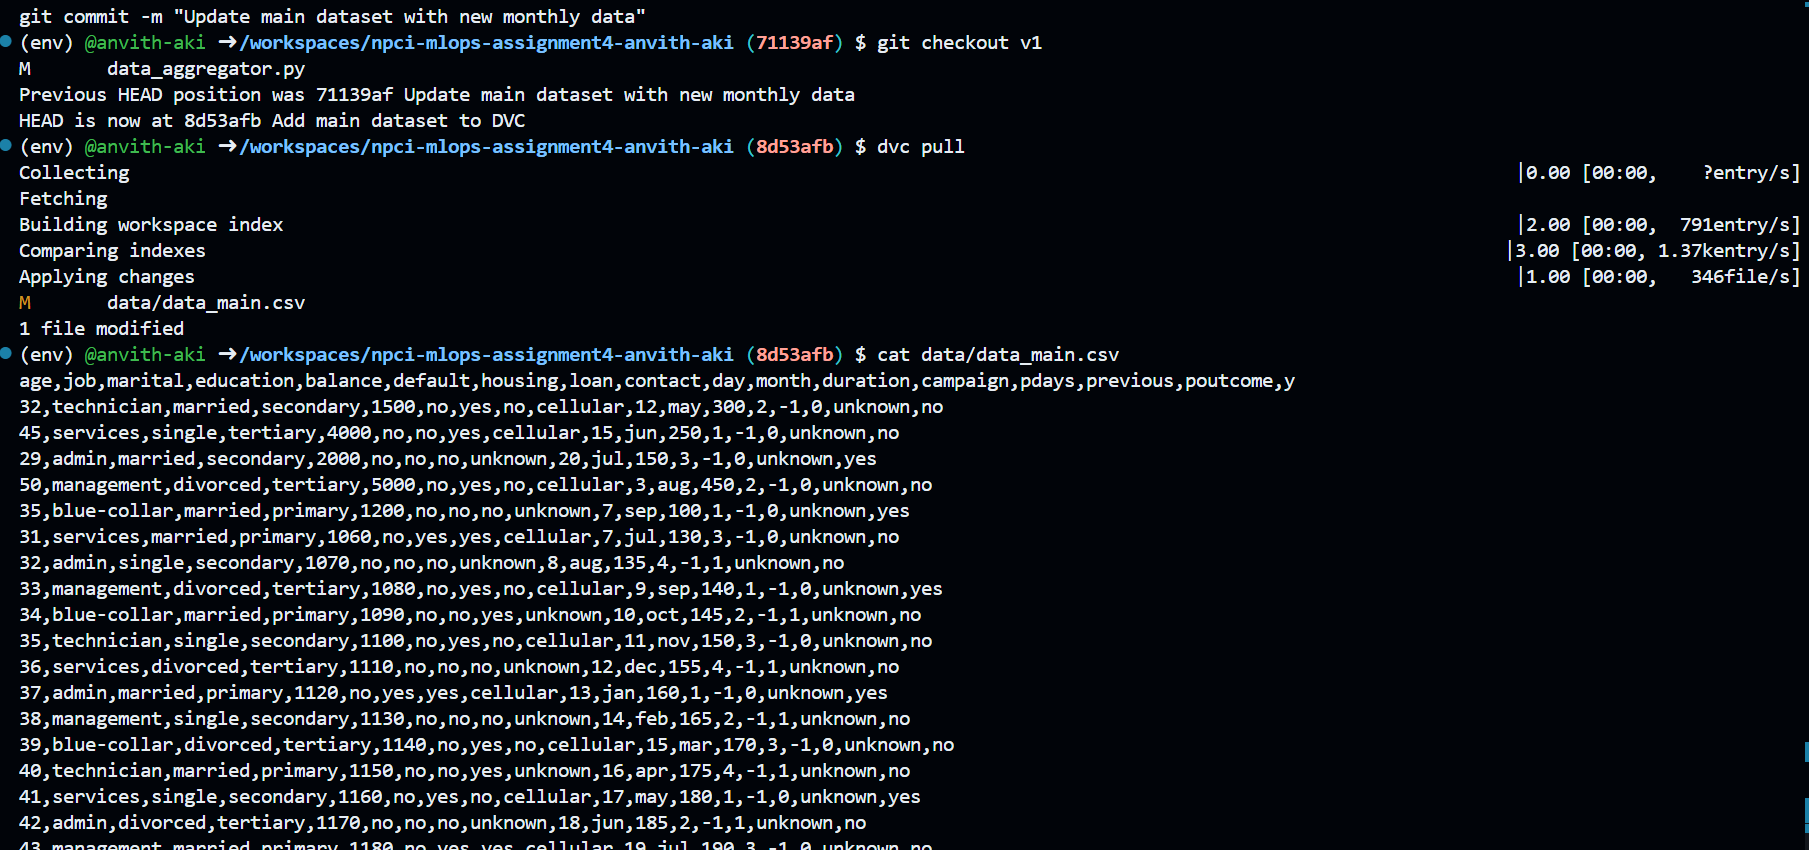 git commit -m "Update main dataset with new monthly data"
(env) @anvith-aki ➜/workspaces/npci-mlops-assignment4-anvith-aki (71139af) $ git checkout v1
M       data_aggregator.py
Previous HEAD position was 71139af Update main dataset with new monthly data
HEAD is now at 8d53afb Add main dataset to DVC
(env) @anvith-aki ➜/workspaces/npci-mlops-assignment4-anvith-aki (8d53afb) $ dvc pull
Collecting |0.00 [00:00,    ?entry/s]
Fetching
Building workspace index |2.00 [00:00,  791entry/s]
Comparing indexes |3.00 [00:00, 1.37kentry/s]
Applying changes |1.00 [00:00,   346file/s]
M       data/data_main.csv
1 file modified
(env) @anvith-aki ➜/workspaces/npci-mlops-assignment4-anvith-aki (8d53afb) $ cat data/data_main.csv
age,job,marital,education,balance,default,housing,loan,contact,day,month,duration,campaign,pdays,previous,poutcome,y
32,technician,married,secondary,1500,no,yes,no,cellular,12,may,300,2,-1,0,unknown,no
45,services,single,tertiary,4000,no,no,yes,cellular,15,jun,250,1,-1,0,unknown,no
29,admin,married,secondary,2000,no,no,no,unknown,20,jul,150,3,-1,0,unknown,yes
50,management,divorced,tertiary,5000,no,yes,no,cellular,3,aug,450,2,-1,0,unknown,no
35,blue-collar,married,primary,1200,no,no,no,unknown,7,sep,100,1,-1,0,unknown,yes
31,services,married,primary,1060,no,yes,yes,cellular,7,jul,130,3,-1,0,unknown,no
32,admin,single,secondary,1070,no,no,no,unknown,8,aug,135,4,-1,1,unknown,no
33,management,divorced,tertiary,1080,no,yes,no,cellular,9,sep,140,1,-1,0,unknown,yes
34,blue-collar,married,primary,1090,no,no,yes,unknown,10,oct,145,2,-1,1,unknown,no
35,technician,single,secondary,1100,no,yes,no,cellular,11,nov,150,3,-1,0,unknown,no
36,services,divorced,tertiary,1110,no,no,no,unknown,12,dec,155,4,-1,1,unknown,no
37,admin,married,primary,1120,no,yes,yes,cellular,13,jan,160,1,-1,0,unknown,yes
38,management,single,secondary,1130,no,no,no,unknown,14,feb,165,2,-1,1,unknown,no
39,blue-collar,divorced,tertiary,1140,no,yes,no,cellular,15,mar,170,3,-1,0,unknown,no
40,technician,married,primary,1150,no,no,yes,unknown,16,apr,175,4,-1,1,unknown,no
41,services,single,secondary,1160,no,yes,no,cellular,17,may,180,1,-1,0,unknown,yes
42,admin,divorced,tertiary,1170,no,no,no,unknown,18,jun,185,2,-1,1,unknown,no
43,management,married,primary,1180,no,yes,yes,cellular,19,jul,190,3,-1,0,unknown,no